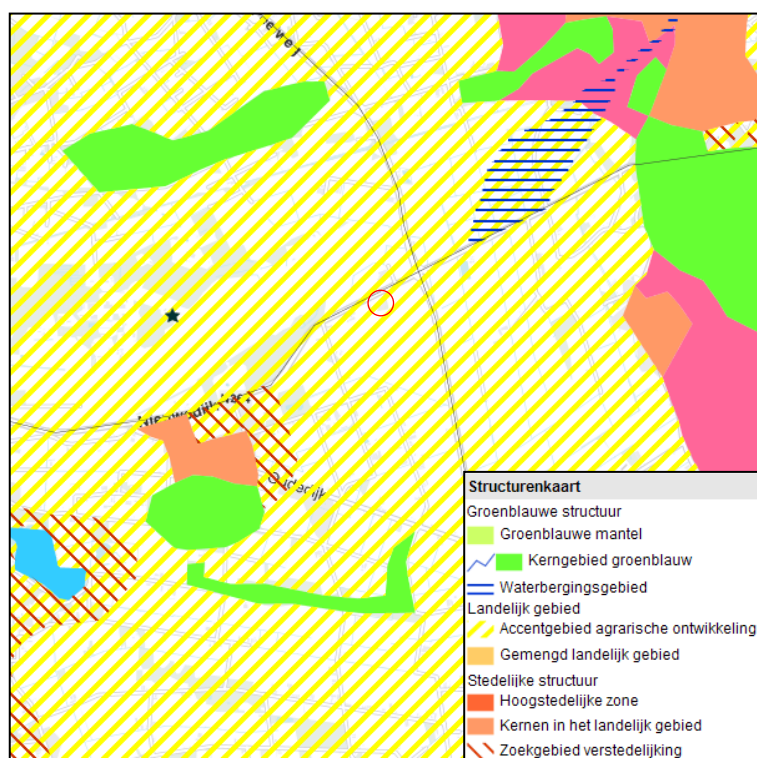 Structurenkaart
Groenblauwe structuur
Groenblauwe mantel
Kerngebied groenblauw
Waterbergingsgebied
Landelijk gebied
Accentgebied agrarische ontwikkeling
Gemengd landelijk gebied
Stedelijke structuur
Hoogstedelijke zone
Kernen in het landelijk gebied
Zoekgebied verstedelijking